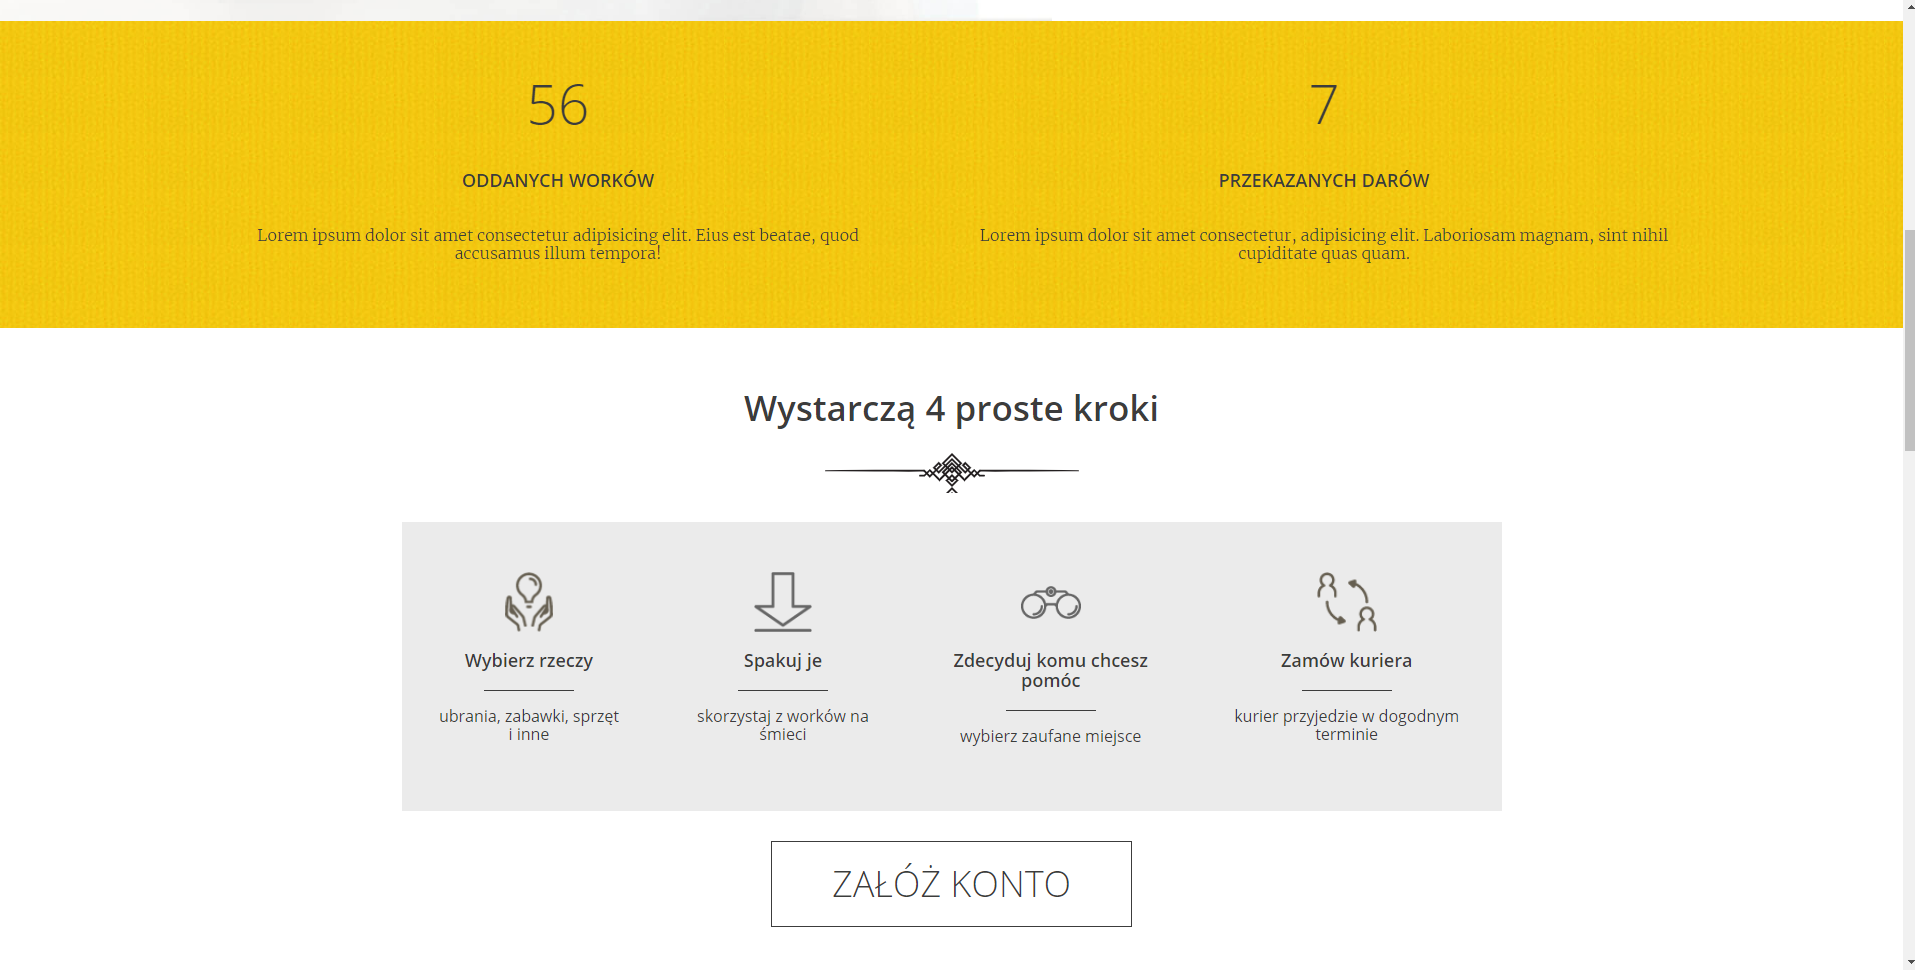 56
ODDANYCH WORKÓW
Lorem ipsum dolor sit amet consectetur adipisicing elit. Eius est beatae, quod
accusamus illum tempora!
7
PRZEKAZANYCH DARÓW
Lorem ipsum dolor sit amet consectetur, adipisicing elit. Laboriosam magnam, sint nihil
cupiditate quas quam.
Wystarczą 4 proste kroki
Wybierz rzeczy
ubrania, zabawki, sprzęt
i inne
Spakuj je
skorzystaj z worków na
śmieci
Zdecyduj komu chcesz
pomóc
wybierz zaufane miejsce
Zamów kuriera
kurier przyjedzie w dogodnym
terminie
ZAŁÓŻ KONTO